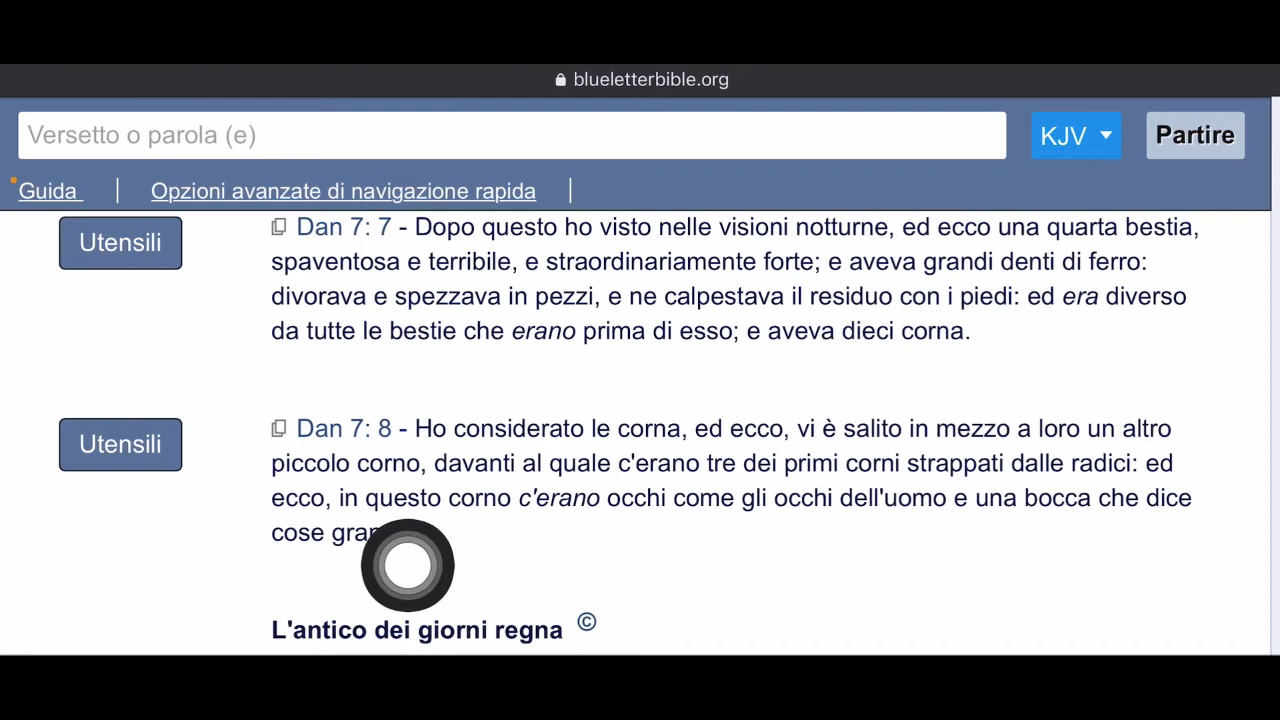 blueletterbible.org
Versetto o parola (e)
KJV
Partire
Guida | Opzioni avanzate di navigazione rapida |
Utensili
Dan 7: 7 - Dopo questo ho visto nelle visioni notturne, ed ecco una quarta bestia,
spaventosa e terribile, e straordinariamente forte; e aveva grandi denti di ferro:
divorava e spezzava in pezzi, e ne calpestava il residuo con i piedi: ed era diverso
da tutte le bestie che erano prima di esso; e aveva dieci corna.
Utensili
Dan 7: 8 - Ho considerato le corna, ed ecco, vi è salito in mezzo a loro un altro
piccolo corno, davanti al quale c'erano tre dei primi corni strappati dalle radici: ed
ecco, in questo corno c'erano occhi come gli occhi dell'uomo e una bocca che dice
cose
L'antico dei giorni regna ©